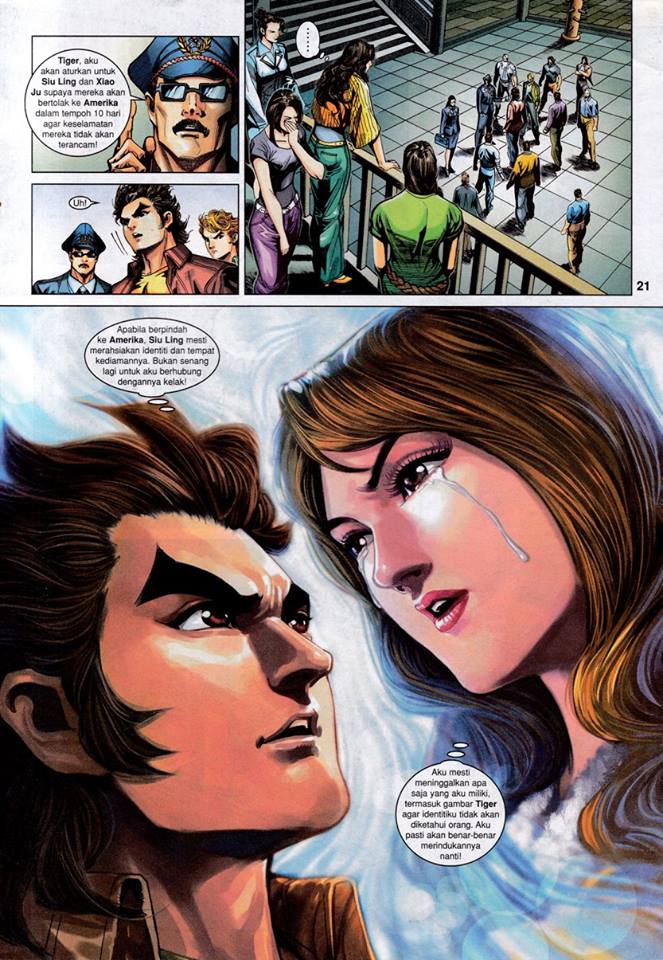 Tiger, aku
akan aturkan untuk
Siu Ling dan Xiao
Ju supaya mereka akan
bertolak ke Amerika
dalam tempoh 10 hari
agar keselamatan
mereka tidak akan
terancam!
......
Uh!
21
Apabila berpindah
ke Amerika, Siu Ling mesti
merahsiakan identiti dan tempat
kediamannya. Bukan senang
lagi untuk aku berhubung
dengannya kelak!
Aku mesti
meninggalkan apa
saja yang aku miliki,
termasuk gambar Tiger
agar identitiku tidak akan
diketahui orang. Aku
pasti akan benar-benar
merindukannya
nanti!